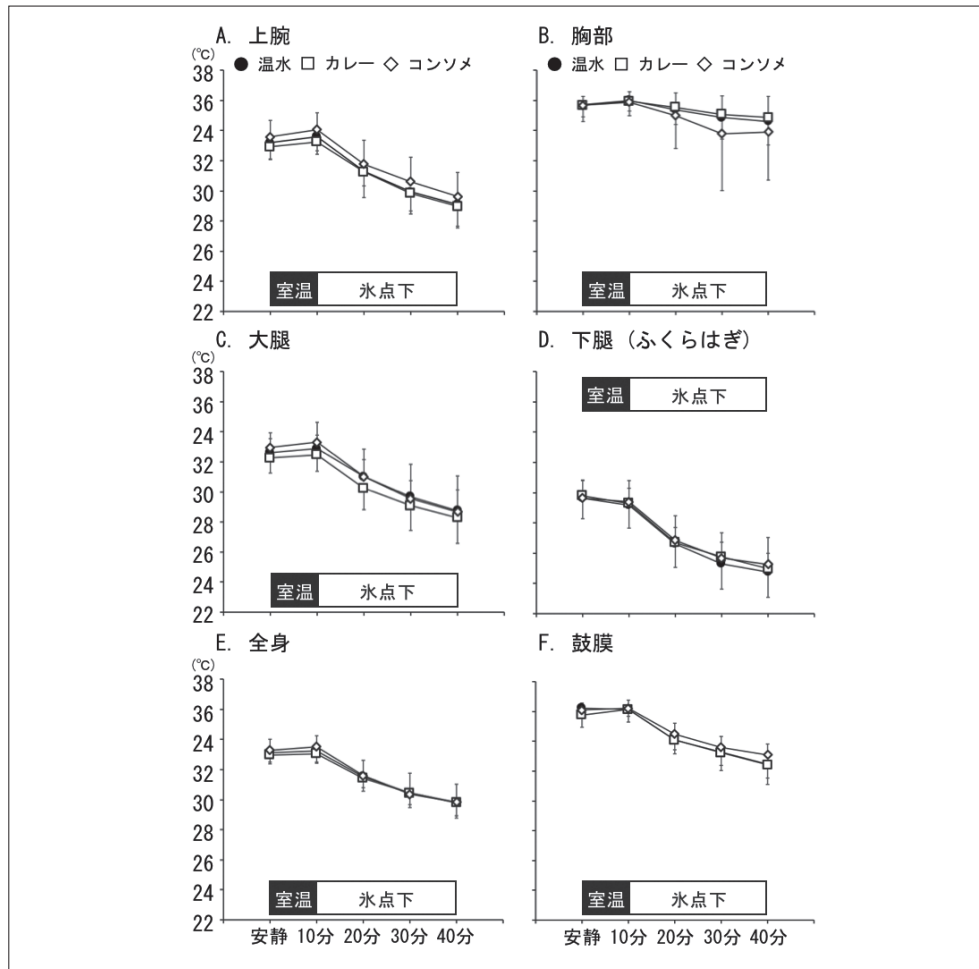 A. 上腕
(℃)
● 温水 □ カレー ◇ コンソメ
38
36
24
32
30
28
26
24
22
室温 氷点下
B. 胸部
● 温水 □ カレー ◇ コンソメ
室温 氷点下
C. 大腿
(℃)
38
36
24
32
30
28
26
24
22
室温 氷点下
D. 下腿（ふくらはぎ）
室温 氷点下
E. 全身
(℃)
38
36
24
32
30
28
26
24
22
室温 氷点下
安静 10分 20分 30分 40分
F. 鼓膜
室温 氷点下
安静 10分 20分 30分 40分